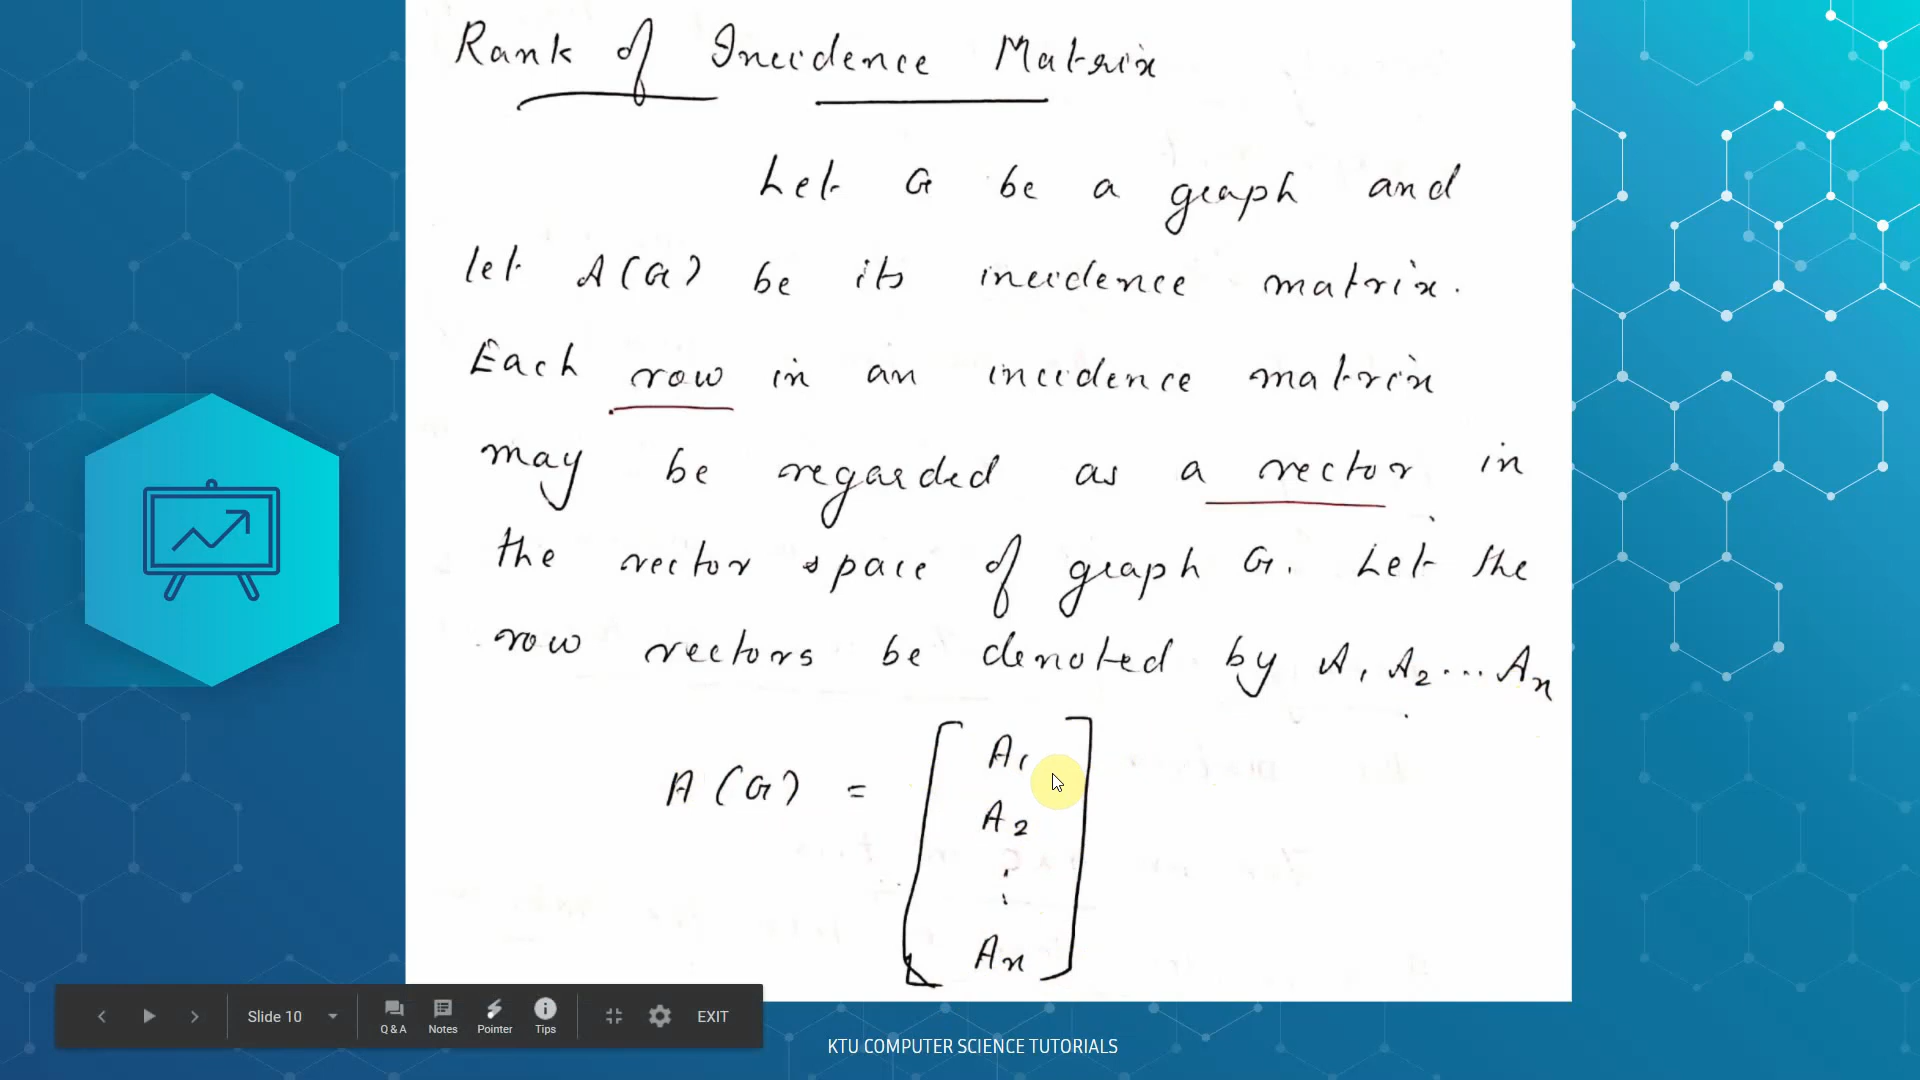 Rank of Incidence Matrix
Let G be a graph and
let A(G) be its incidence matrix.
Each row in an incidence matrix
may be regarded as a vector in
the vector space of graph G. Let the
row vectors be denoted by A1 A2 ... An
A(G) = [ A1
A2
⋮
An ]
Slide 10
Q & A
Notes
Pointer
Tips
EXIT
KTU COMPUTER SCIENCE TUTORIALS